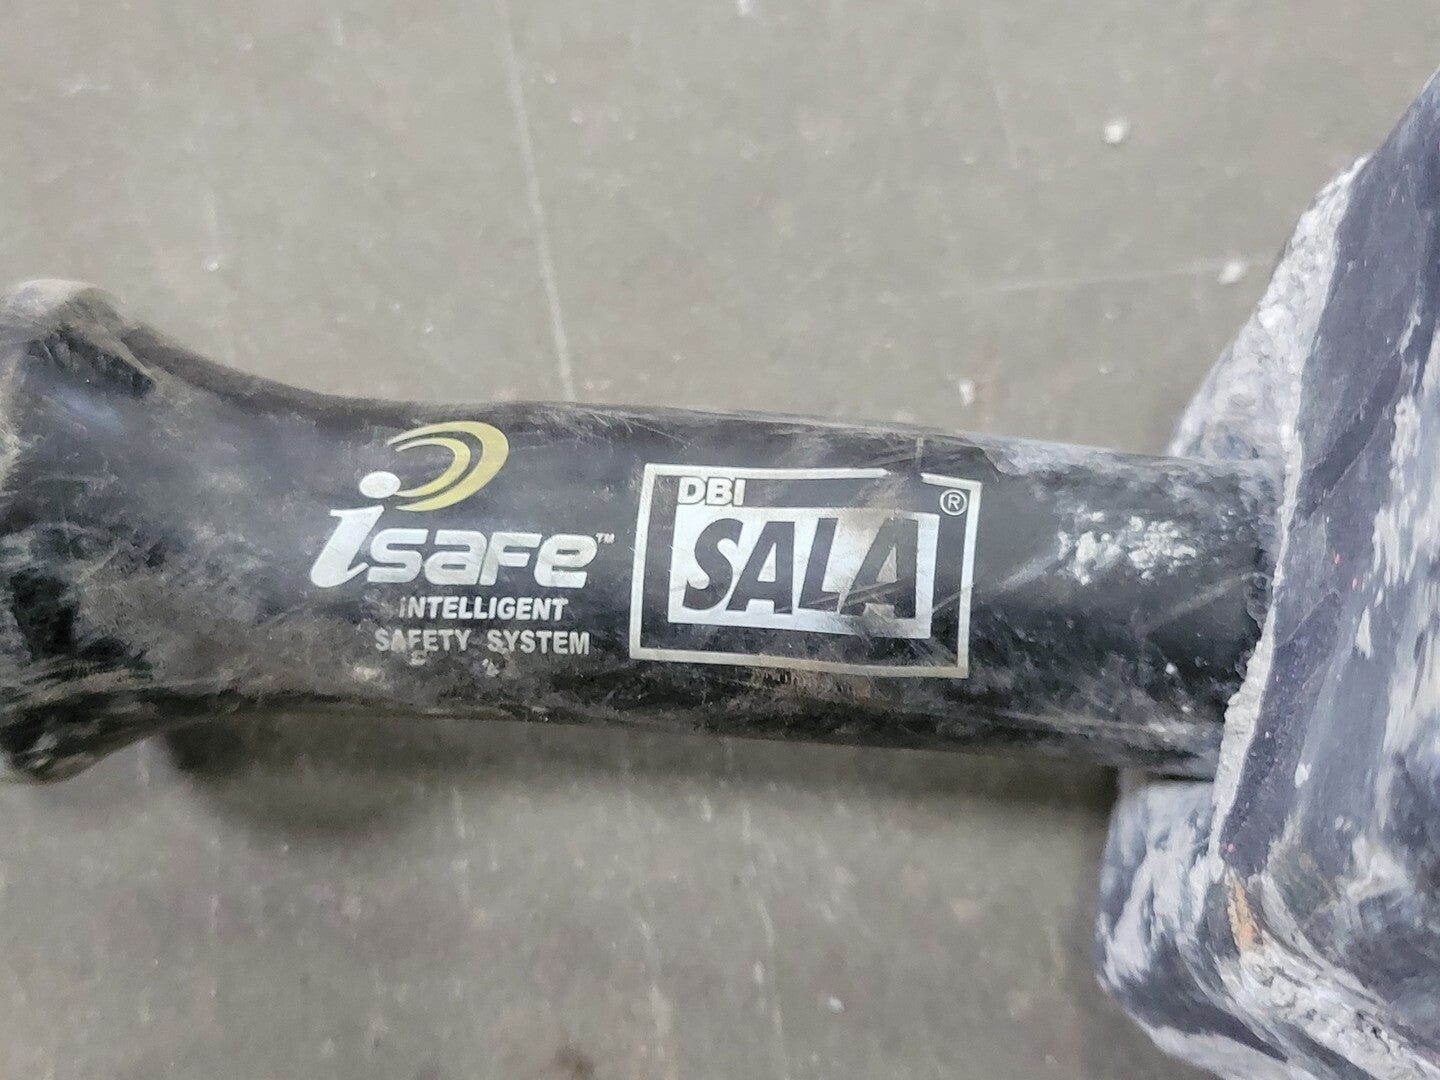 isafe™
INTELLIGENT
SAFETY SYSTEM
DBI
SALA®